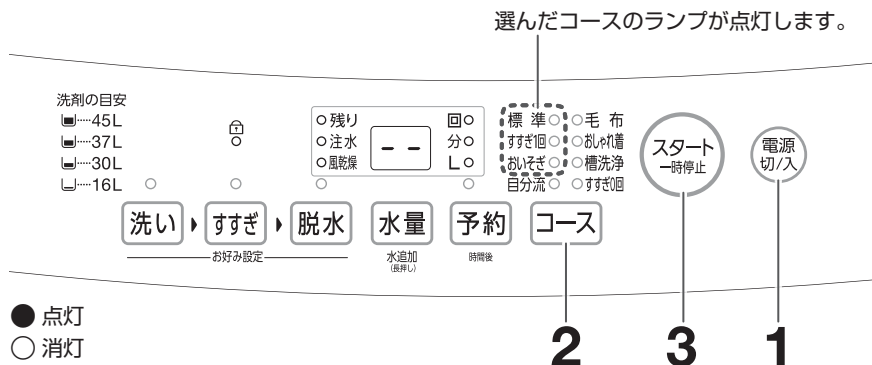 選んだコースのランプが点灯します。
洗剤の目安
45L
37L
30L
16L
残り
注水
風乾燥
--
回
分
L
標準
すすぎ1回
おいそぎ
自分流
毛布
おしゃれ着
槽洗浄
すすぎ0回
スタート
一時停止
電源
切/入
洗い
すすぎ
脱水
水量
予約
コース
お好み設定
水追加
(長押し)
時間後
● 点灯
○ 消灯
2
3
1